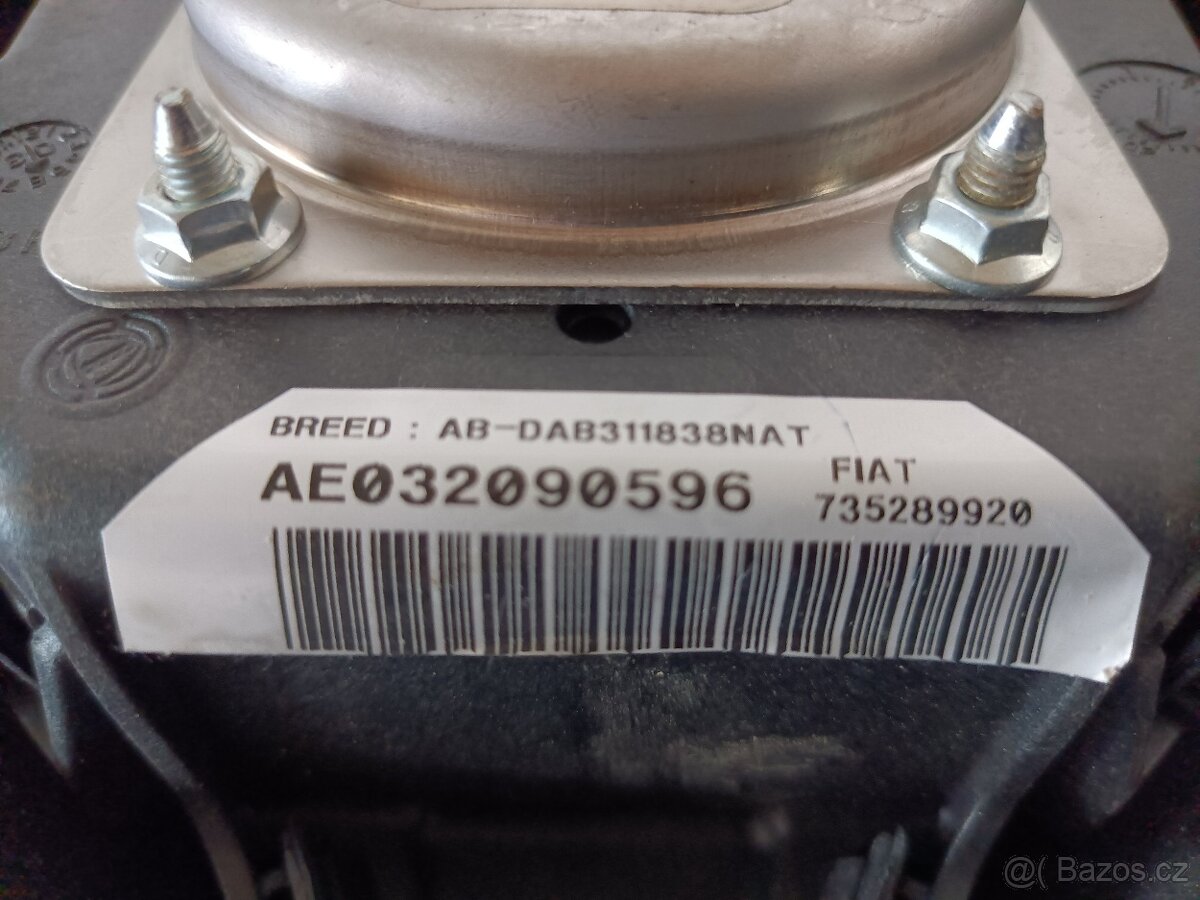 BREED : AB-DAB311838NAT
AE032090596
FIAT
735289920
@( Bazos.cz